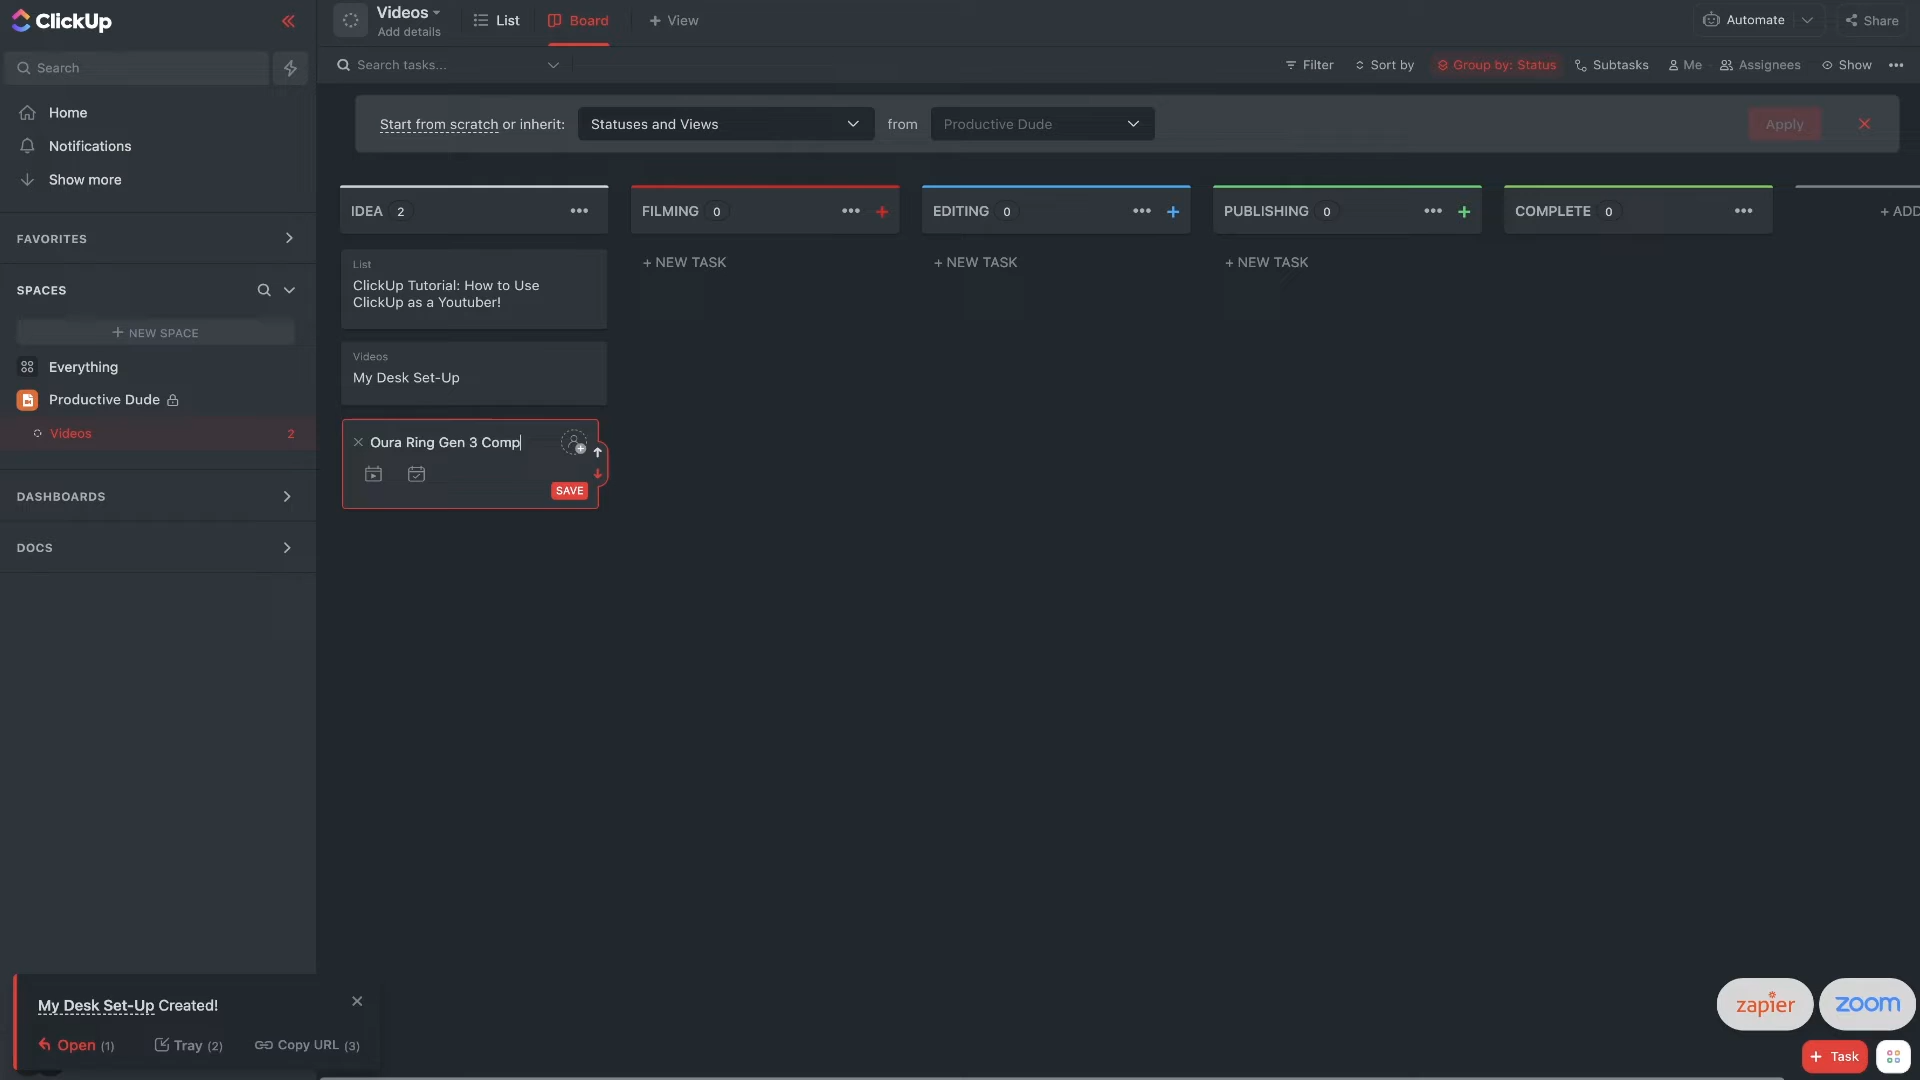 ClickUp
Search
Home
Notifications
Show more
FAVORITES
SPACES
+ NEW SPACE
Everything
Productive Dude
Videos 2
DASHBOARDS
DOCS
Videos
Add details
List
Board
+ View
Automate
Share
Search tasks...
Filter
Sort by
Group by: Status
Subtasks
Me
Assignees
Show
Start from scratch or inherit:
Statuses and Views
from
Productive Dude
Apply
IDEA 2
FILMING 0
EDITING 0
PUBLISHING 0
COMPLETE 0
+ ADD
+ NEW TASK
+ NEW TASK
+ NEW TASK
List
ClickUp Tutorial: How to Use
ClickUp as a Youtuber!
Videos
My Desk Set-Up
Oura Ring Gen 3 Comp
SAVE
My Desk Set-Up Created!
Open (1)
Tray (2)
Copy URL (3)
zapier
zoom
+ Task